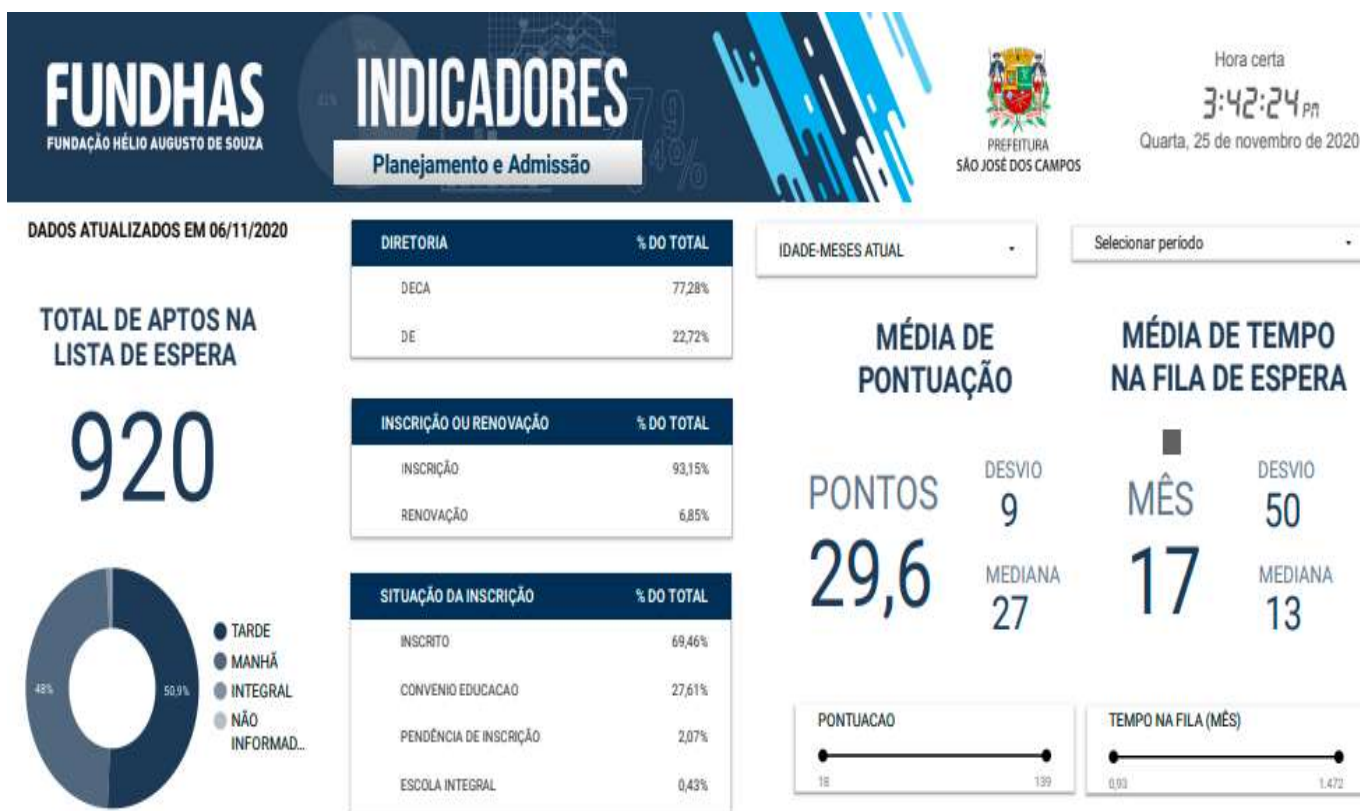 FUNDHAS
FUNDAÇÃO HÉLIO AUGUSTO DE SOUZA
INDICADORES
Planejamento e Admissão
PREFEITURA
SÃO JOSÉ DOS CAMPOS
Hora certa
3:42:24 PM
Quarta, 25 de novembro de 2020
DADOS ATUALIZADOS EM 06/11/2020
TOTAL DE APTOS NA
LISTA DE ESPERA
920
48%
50,9%
TARDE
MANHÃ
INTEGRAL
NÃO
INFORMAD...
DIRETORIA % DO TOTAL
DECA 77,28%
DE 22,72%
INSCRIÇÃO OU RENOVAÇÃO % DO TOTAL
INSCRIÇÃO 93,15%
RENOVAÇÃO 6,85%
SITUAÇÃO DA INSCRIÇÃO % DO TOTAL
INSCRITO 69,46%
CONVENIO EDUCACAO 27,61%
PENDÊNCIA DE INSCRIÇÃO 2,07%
ESCOLA INTEGRAL 0,43%
IDADE-MESES ATUAL
Selecionar período
MÉDIA DE
PONTUAÇÃO
PONTOS
29,6
DESVIO
9
MEDIANA
27
MÉDIA DE TEMPO
NA FILA DE ESPERA
MÊS
17
DESVIO
50
MEDIANA
13
PONTUACAO
18 139
TEMPO NA FILA (MÊS)
0,93 1.472